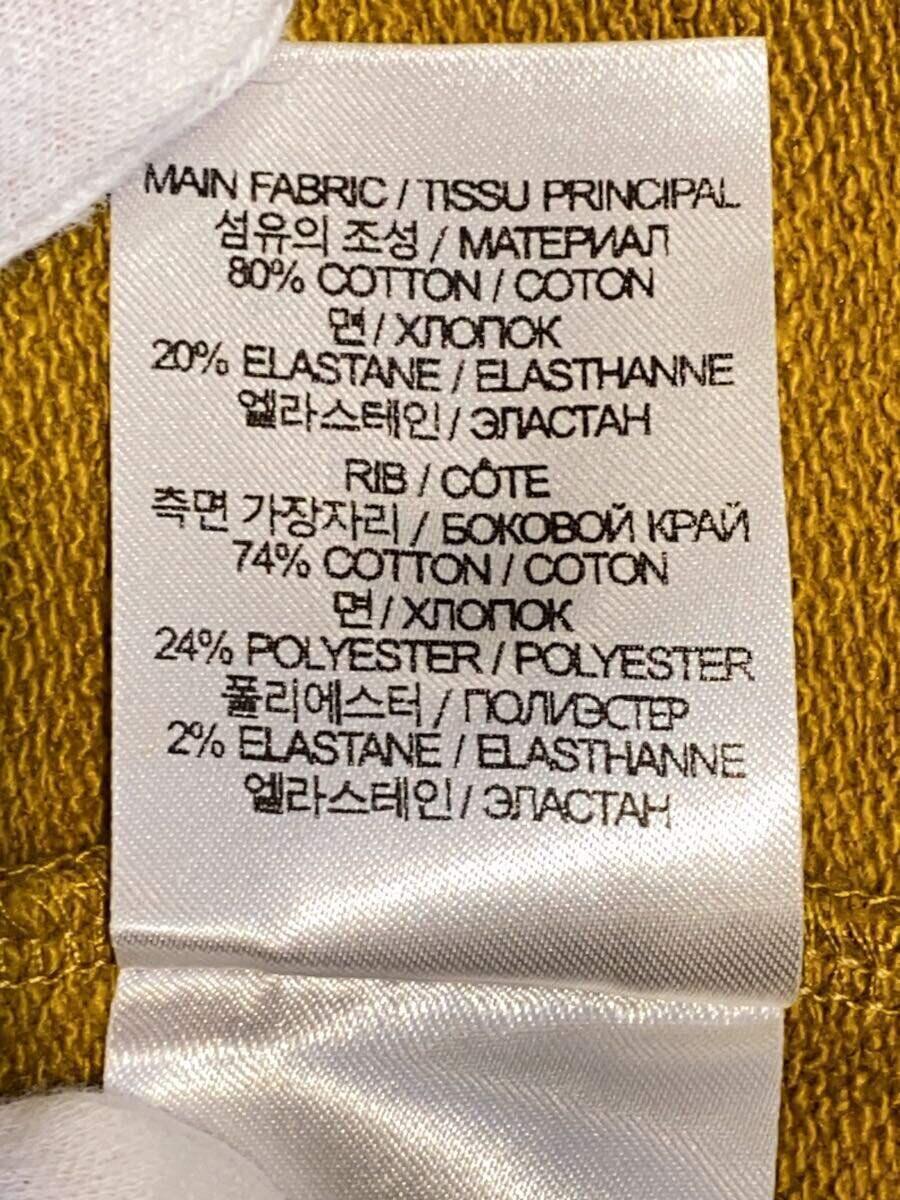 MAIN FABRIC / TISSU PRINCIPAL
섬유의 조성 / МАТЕРИАЛ
80% COTTON / COTON
면 / ХЛОПОК
20% ELASTANE / ELASTHANNE
엘라스테인 / ЭЛАСТАН
RIB / CÔTE
측면 가장자리 / БОКОВОЙ КРАЙ
74% COTTON / COTON
면 / ХЛОПОК
24% POLYESTER / POLYESTER
폴리에스터 / ПОЛИЭСТЕР
2% ELASTANE / ELASTHANNE
엘라스테인 / ЭЛАСТАН